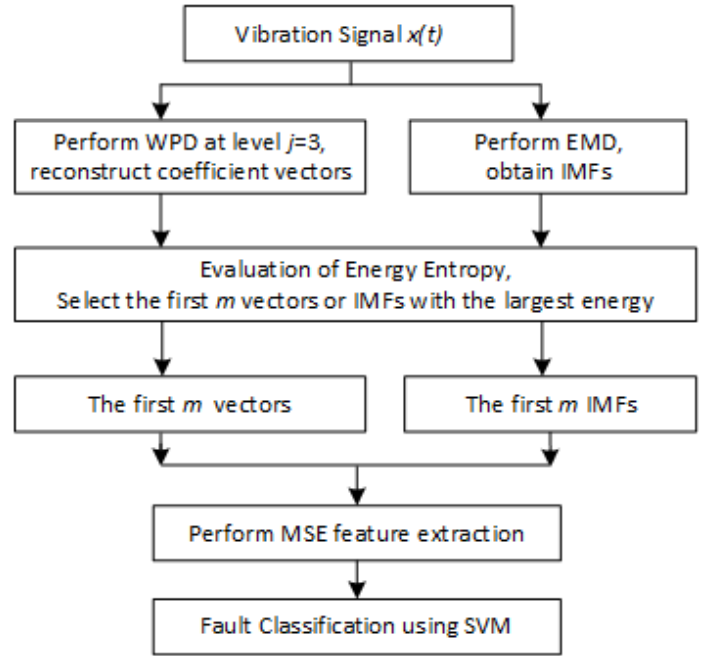 Vibration Signal x(t)
Perform WPD at level j=3,
reconstruct coefficient vectors
Perform EMD,
obtain IMFs
Evaluation of Energy Entropy,
Select the first m vectors or IMFs with the largest energy
The first m vectors
The first m IMFs
Perform MSE feature extraction
Fault Classification using SVM